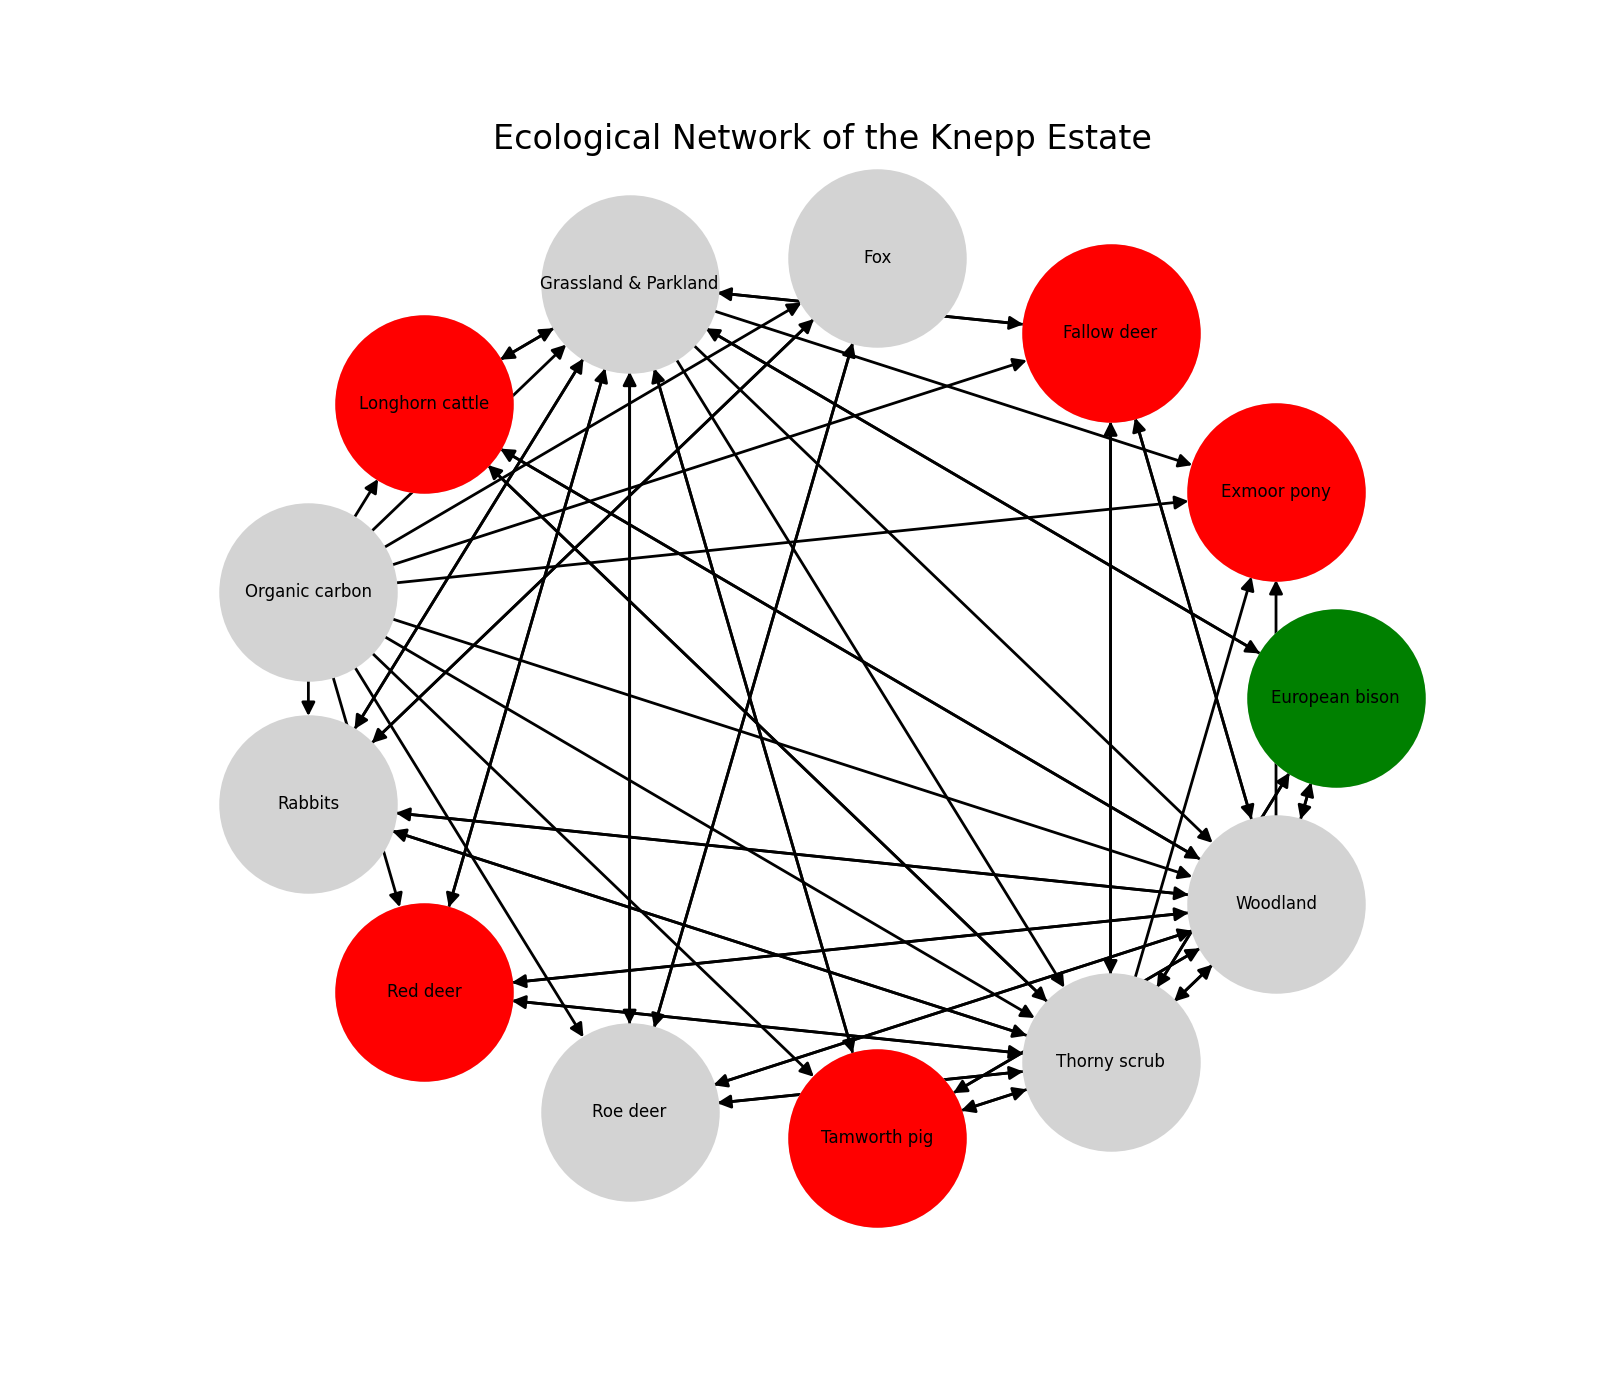 Ecological Network of the Knepp Estate
Fox
Grassland & Parkland
Fallow deer
Longhorn cattle
Exmoor pony
Organic carbon
European bison
Rabbits
Woodland
Red deer
Thorny scrub
Roe deer
Tamworth pig